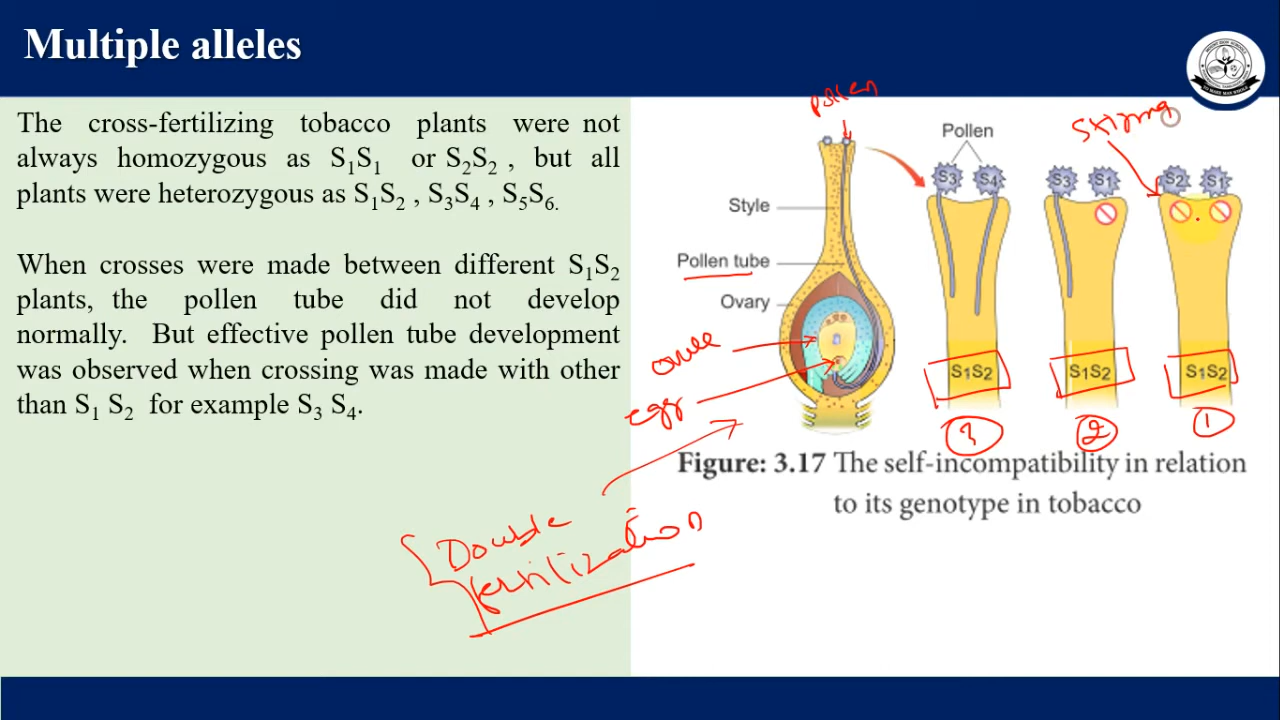 Multiple alleles
The cross-fertilizing tobacco plants were not
always homozygous as S₁S₁ or S₂S₂ , but all
plants were heterozygous as S₁S₂ , S₃S₄ , S₅S₆.
When crosses were made between different S₁S₂
plants, the pollen tube did not develop
normally. But effective pollen tube development
was observed when crossing was made with other
than S₁ S₂ for example S₃ S₄.
Pollen
Stigma
Pollen
S₃ S₄ S₃ S₁ S₂ S₁
Style
Pollen tube
Ovary
egg
S₁S₂ S₁S₂ S₁S₂
3 2 1
Figure: 3.17 The self-incompatibility in relation
to its genotype in tobacco
Double
fertilization